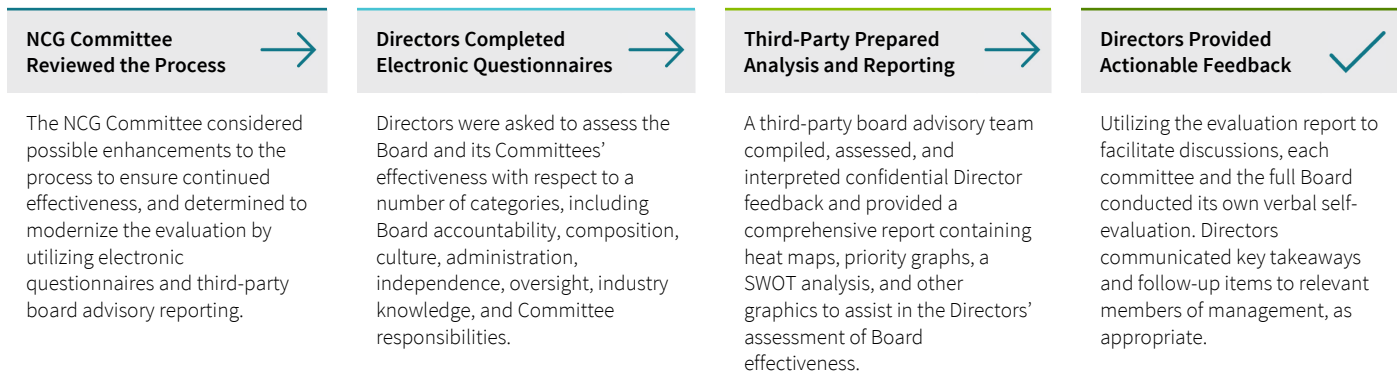 NCG Committee
Reviewed the Process
The NCG Committee considered
possible enhancements to the
process to ensure continued
effectiveness, and determined to
modernize the evaluation by
utilizing electronic
questionnaires and third-party
board advisory reporting.
Directors Completed
Electronic Questionnaires
Directors were asked to assess the
Board and its Committees’
effectiveness with respect to a
number of categories, including
Board accountability, composition,
culture, administration,
independence, oversight, industry
knowledge, and Committee
responsibilities.
Third-Party Prepared
Analysis and Reporting
A third-party board advisory team
compiled, assessed, and
interpreted confidential Director
feedback and provided a
comprehensive report containing
heat maps, priority graphs, a
SWOT analysis, and other
graphics to assist in the Directors’
assessment of Board
effectiveness.
Directors Provided
Actionable Feedback
Utilizing the evaluation report to
facilitate discussions, each
committee and the full Board
conducted its own verbal self-
evaluation. Directors
communicated key takeaways
and follow-up items to relevant
members of management, as
appropriate.